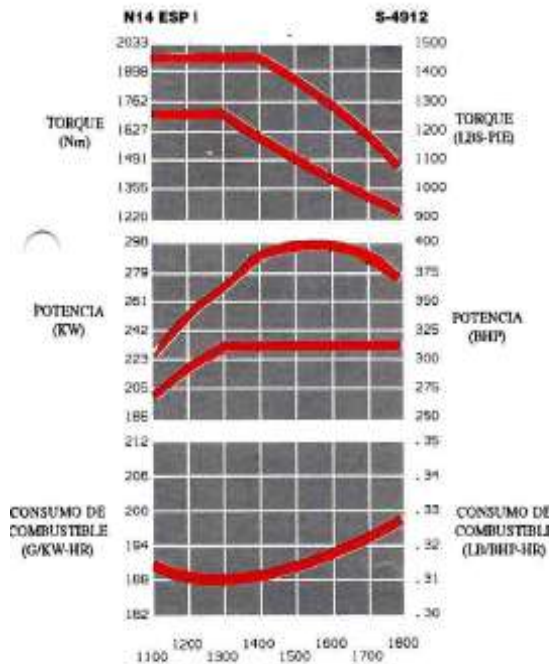 N14 ESP I S-4912
2033 1500
1898 1400
1762 1300
TORQUE (Nm) 1627 1200 TORQUE (LBS-PIE)
1491 1100
1355 1000
1220 900
298 400
279 375
261 350
POTENCIA (KW) 242 325 POTENCIA (BHP)
223 300
205 275
186 250
212 .35
206 .34
200 .33
CONSUMO DE COMBUSTIBLE (G/KW-HR) 194 .32 CONSUMO DE COMBUSTIBLE (LB/BHP-HR)
188 .31
182 .30
1200 1400 1600 1800
1100 1300 1500 1700